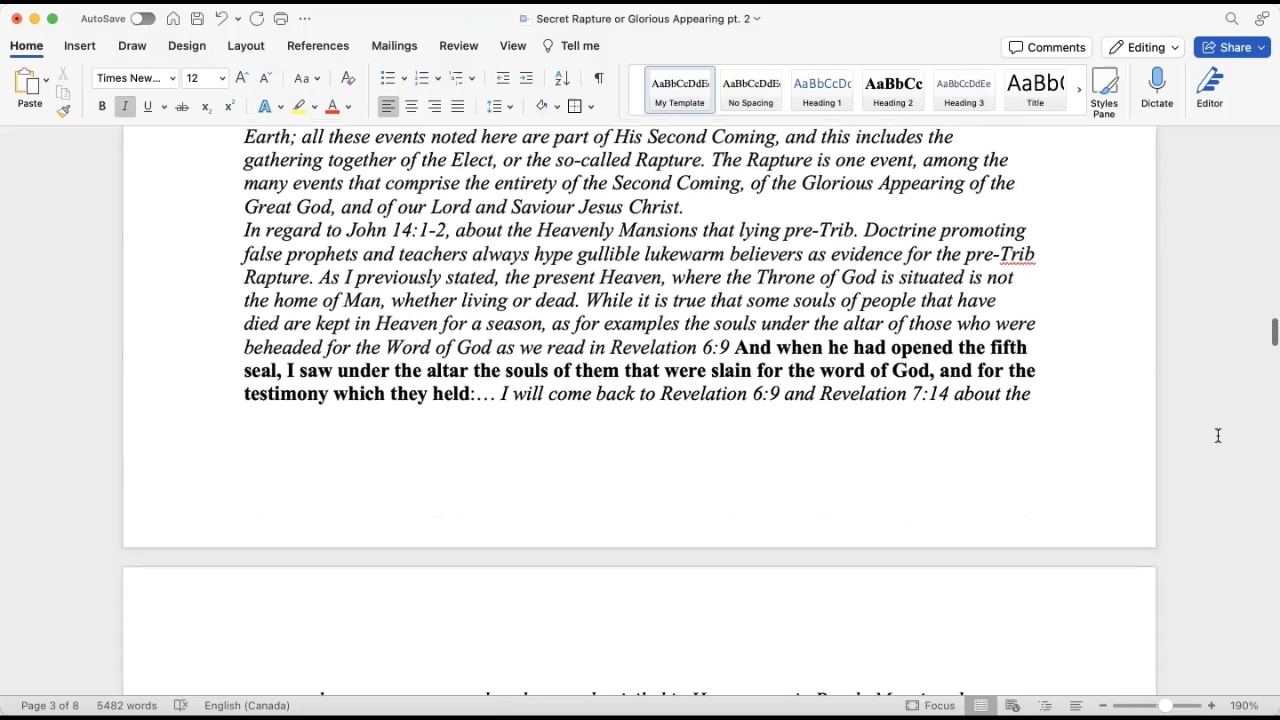 AutoSave
Secret Rapture or Glorious Appearing pt. 2
Home Insert Draw Design Layout References Mailings Review View Tell me Comments Editing Share
Paste
Times New... 12 Aa
B I U ab x2 x2 A A
AaBbCcDdEe My Template
AaBbCcDdEe No Spacing
AaBbCcDc Heading 1
AaBbCc Heading 2
AaBbCcDdEe Heading 3
AaBb( Title
Styles Pane
Dictate
Editor
Earth; all these events noted here are part of His Second Coming, and this includes the
gathering together of the Elect, or the so-called Rapture. The Rapture is one event, among the
many events that comprise the entirety of the Second Coming, of the Glorious Appearing of the
Great God, and of our Lord and Saviour Jesus Christ.
In regard to John 14:1-2, about the Heavenly Mansions that lying pre-Trib. Doctrine promoting
false prophets and teachers always hype gullible lukewarm believers as evidence for the pre-Trib
Rapture. As I previously stated, the present Heaven, where the Throne of God is situated is not
the home of Man, whether living or dead. While it is true that some souls of people that have
died are kept in Heaven for a season, as for examples the souls under the altar of those who were
beheaded for the Word of God as we read in Revelation 6:9 And when he had opened the fifth
seal, I saw under the altar the souls of them that were slain for the word of God, and for the
testimony which they held:… I will come back to Revelation 6:9 and Revelation 7:14 about the
Page 3 of 8 5482 words English (Canada) Focus 190%